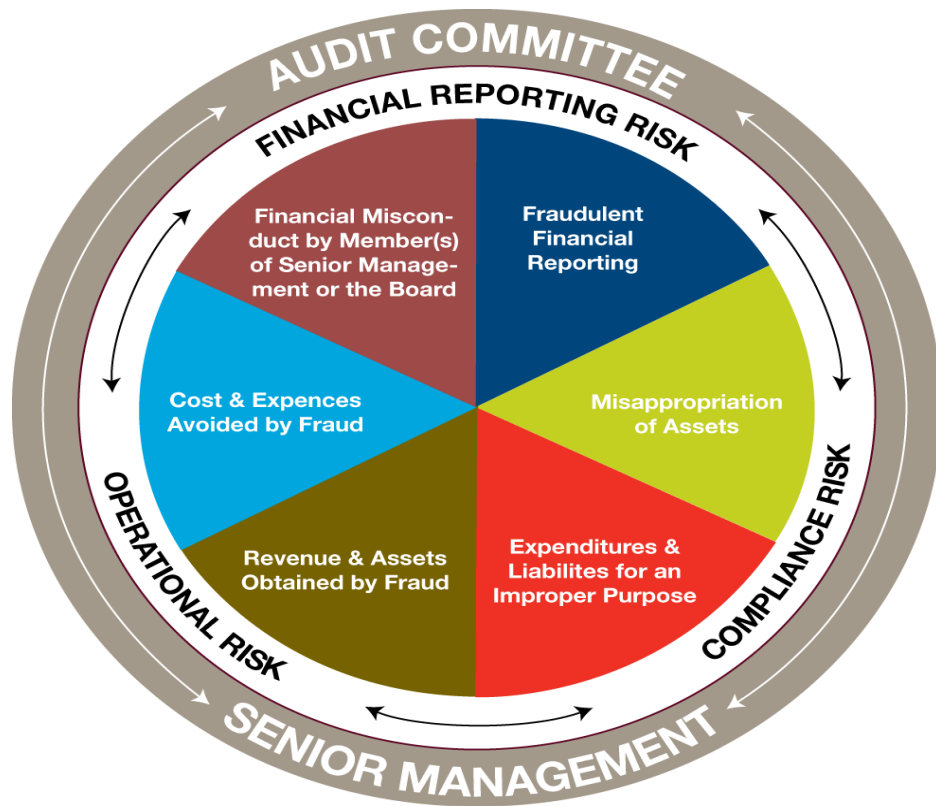 AUDIT COMMITTEE
FINANCIAL REPORTING RISK
Financial Miscon-
duct by Member(s)
of Senior Manage-
ment or the Board
Fraudulent
Financial
Reporting
Cost & Expences
Avoided by Fraud
Misappropriation
of Assets
Revenue & Assets
Obtained by Fraud
Expenditures &
Liabilites for an
Improper Purpose
OPERATIONAL RISK
COMPLIANCE RISK
SENIOR MANAGEMENT